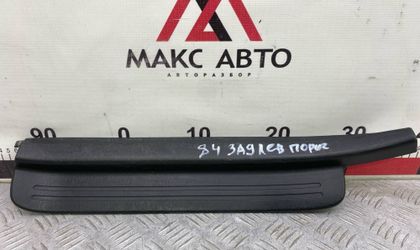 МАКС АВТО
АВТОРАЗБОР
90 0 10 20 30
84 ЗАД ЛЕВ ПОРОГ